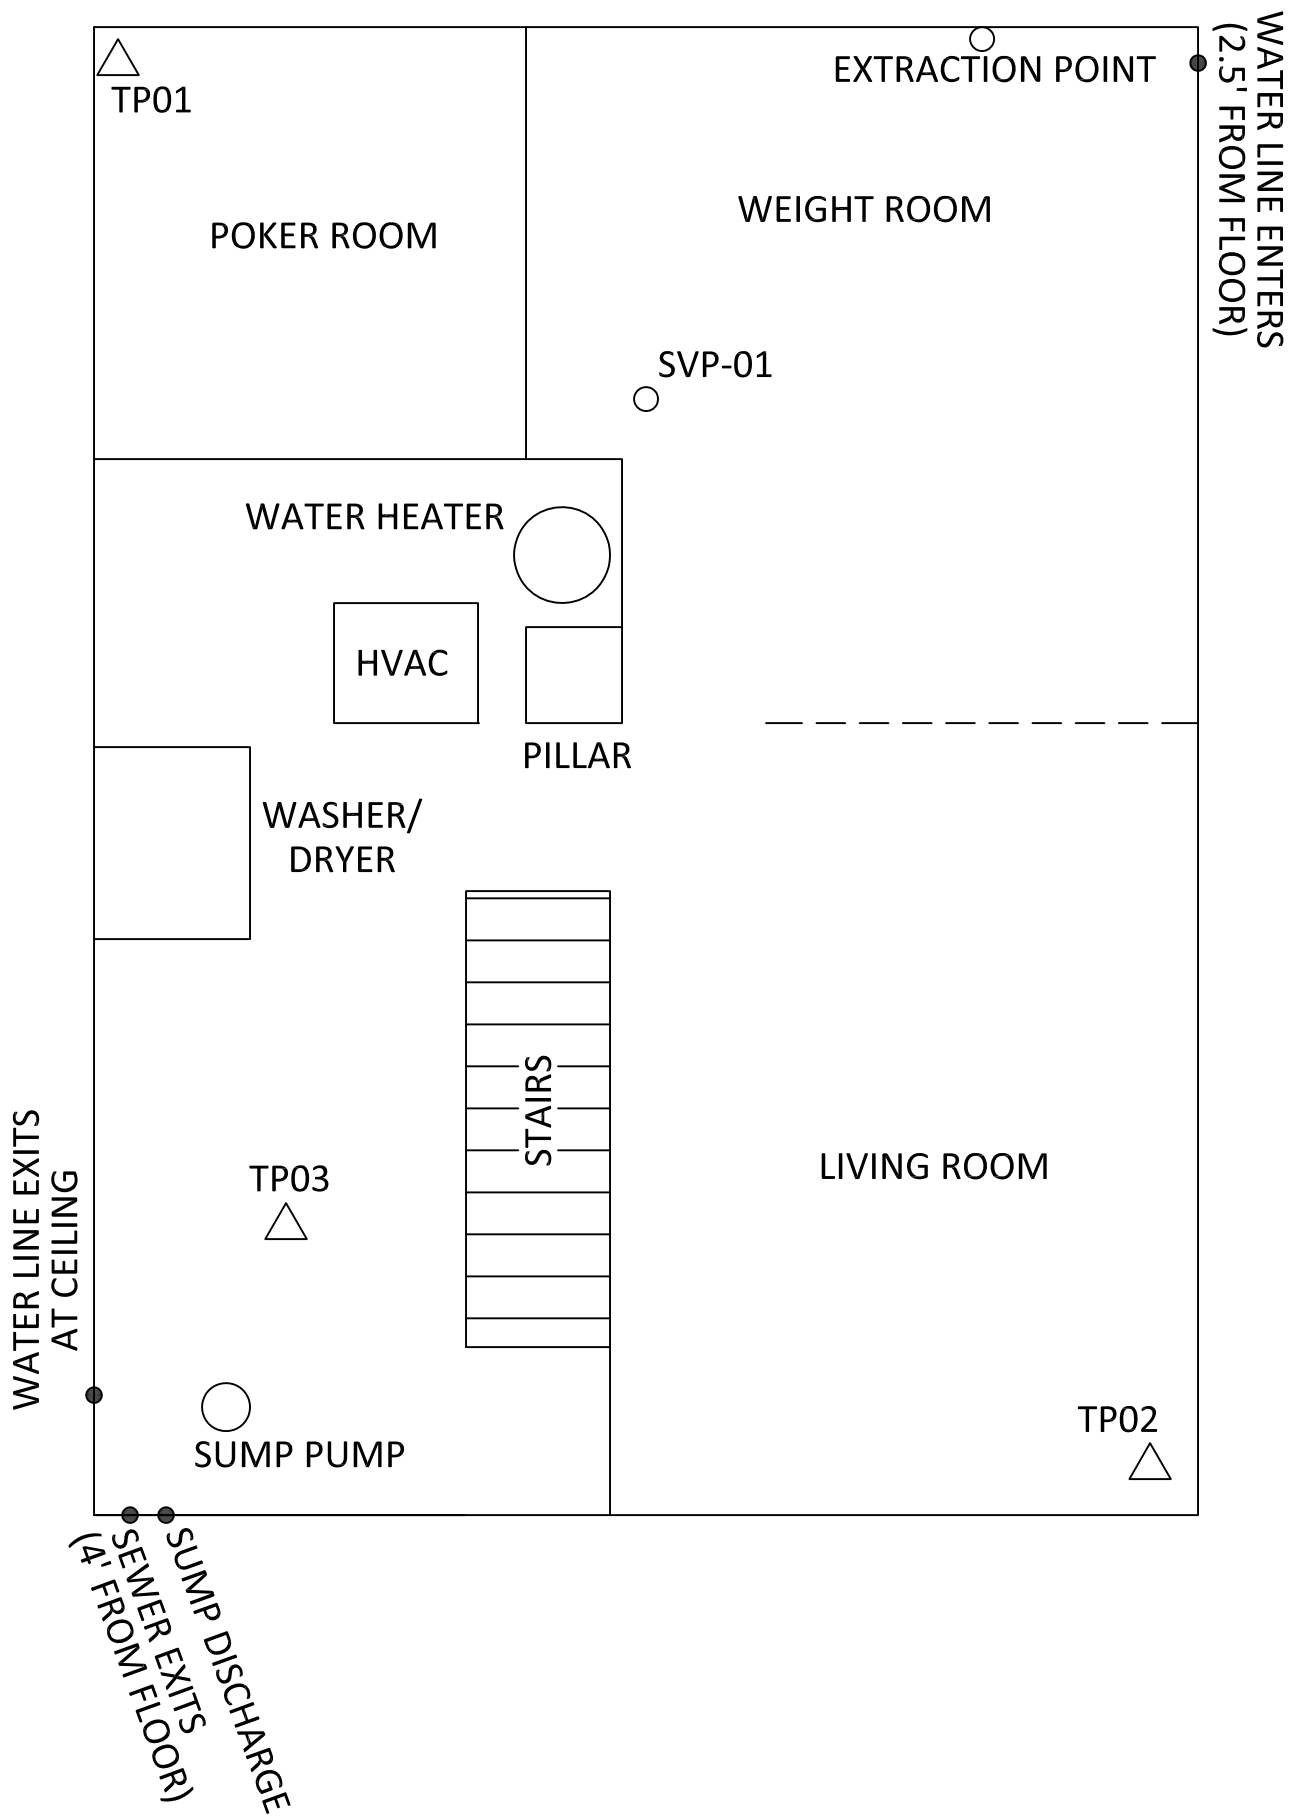 WATER LINE ENTERS
(2.5' FROM FLOOR)
EXTRACTION POINT
TP01
WEIGHT ROOM
POKER ROOM
SVP-01
WATER HEATER
HVAC
PILLAR
WASHER/
DRYER
STAIRS
WATER LINE EXITS
AT CEILING
TP03
LIVING ROOM
TP02
SUMP PUMP
SUMP DISCHARGE
SEWER EXITS
(4' FROM FLOOR)